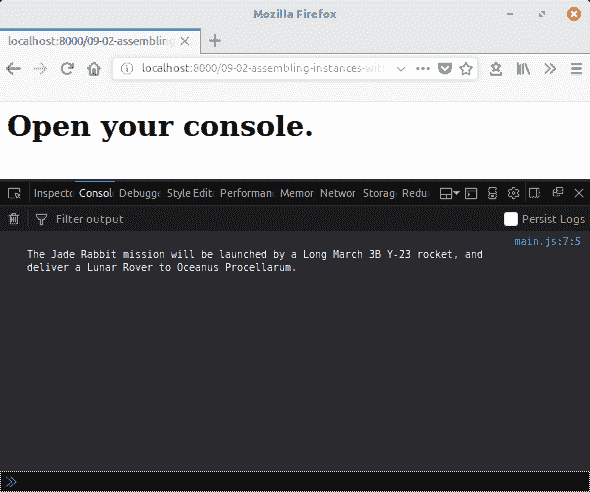 Mozilla Firefox
localhost:8000/09-02-assembling
localhost:8000/09-02-assembling-instances-with
Open your console.
Inspecto Consol Debugge Style Edit Performan Memor Networ Storag Redu
Filter output Persist Logs
main.js:7:5
The Jade Rabbit mission will be launched by a Long March 3B Y-23 rocket, and
deliver a Lunar Rover to Oceanus Procellarum.